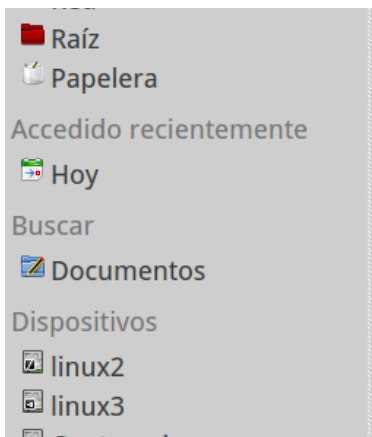 Raíz
Papelera
Accedido recientemente
Hoy
Buscar
Documentos
Dispositivos
linux2
linux3